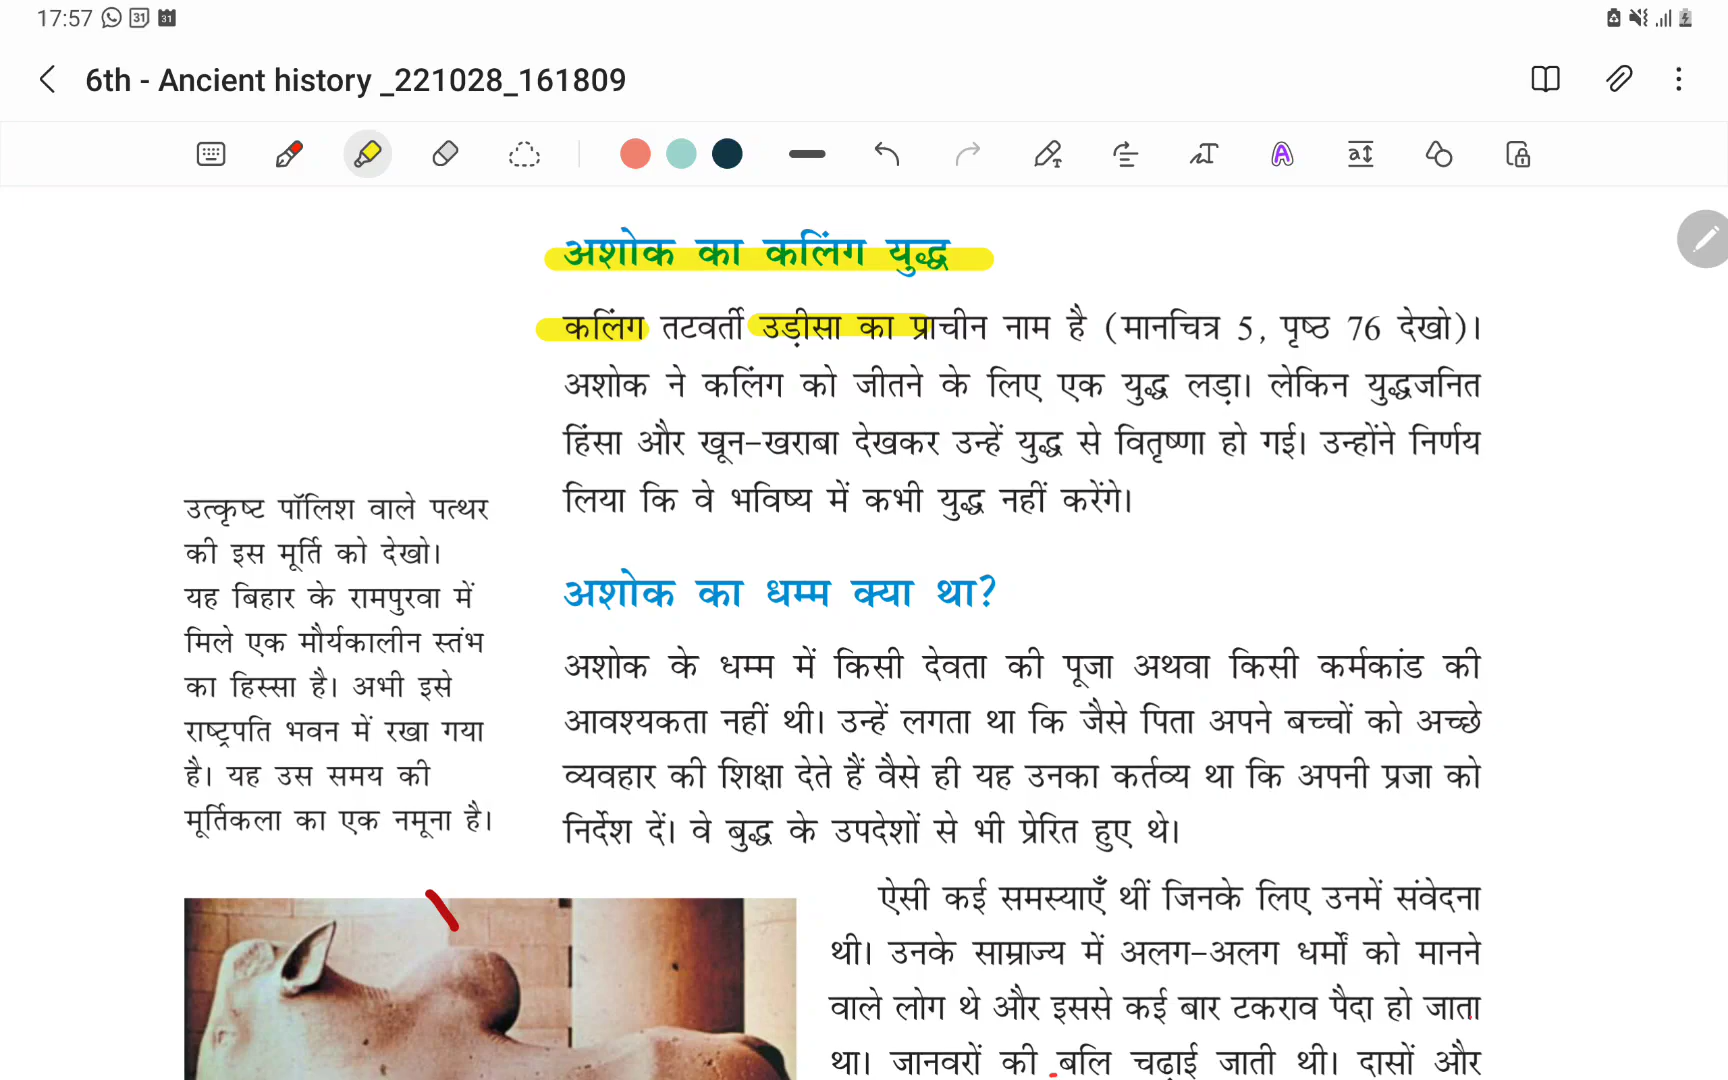 17:57
6th - Ancient history _221028_161809
अशोक का कलिंग युद्ध
कलिंग तटवर्ती उड़ीसा का प्राचीन नाम है (मानचित्र 5, पृष्ठ 76 देखो)।
अशोक ने कलिंग को जीतने के लिए एक युद्ध लड़ा। लेकिन युद्धजनित
हिंसा और खून-खराबा देखकर उन्हें युद्ध से वितृष्णा हो गई। उन्होंने निर्णय
लिया कि वे भविष्य में कभी युद्ध नहीं करेंगे।
उत्कृष्ट पॉलिश वाले पत्थर
की इस मूर्ति को देखो।
यह बिहार के रामपुरवा में
मिले एक मौर्यकालीन स्तंभ
का हिस्सा है। अभी इसे
राष्ट्रपति भवन में रखा गया
है। यह उस समय की
मूर्तिकला का एक नमूना है।
अशोक का धम्म क्या था?
अशोक के धम्म में किसी देवता की पूजा अथवा किसी कर्मकांड की
आवश्यकता नहीं थी। उन्हें लगता था कि जैसे पिता अपने बच्चों को अच्छे
व्यवहार की शिक्षा देते हैं वैसे ही यह उनका कर्तव्य था कि अपनी प्रजा को
निर्देश दें। वे बुद्ध के उपदेशों से भी प्रेरित हुए थे।
ऐसी कई समस्याएँ थीं जिनके लिए उनमें संवेदना
थी। उनके साम्राज्य में अलग-अलग धर्मों को मानने
वाले लोग थे और इससे कई बार टकराव पैदा हो जाता
था। जानवरों की बलि चढ़ाई जाती थी। दासों और